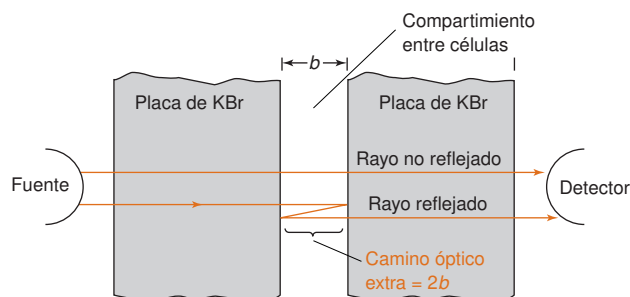 Compartimiento
entre células
b
Placa de KBr
Placa de KBr
Rayo no reflejado
Fuente
Detector
Rayo reflejado
Camino óptico
extra = 2b